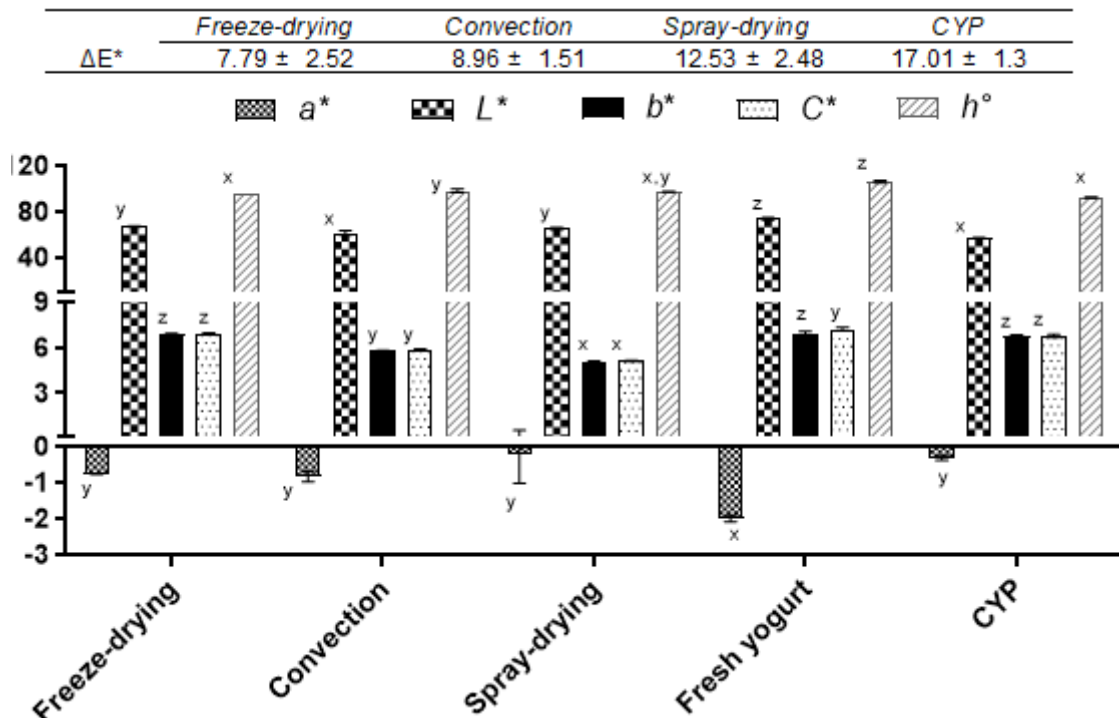 Freeze-drying Convection Spray-drying CYP
ΔE* 7.79 ± 2.52 8.96 ± 1.51 12.53 ± 2.48 17.01 ± 1.3
a* L* b* C* h°
20
80
40
9
6
3
0
-1
-2
-3
y x z z x
x y y y y
y x x x,y y
z z y z x
x z z x y
Freeze-drying Convection Spray-drying Fresh yogurt CYP